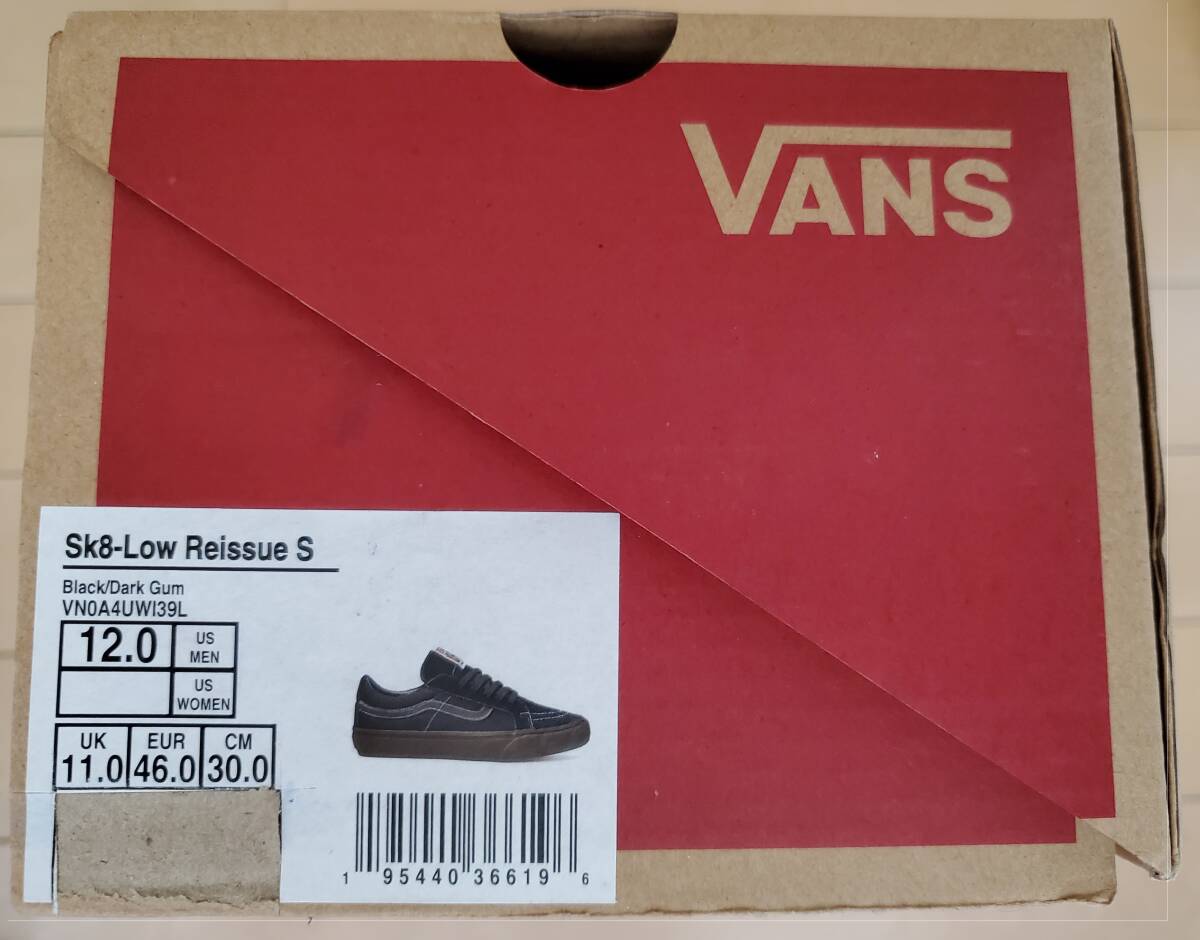 VANS
Sk8-Low Reissue S
Black/Dark Gum
VN0A4UWI39L
12.0 US MEN
US WOMEN
UK EUR CM
11.0 46.0 30.0
1 95440 36619 6